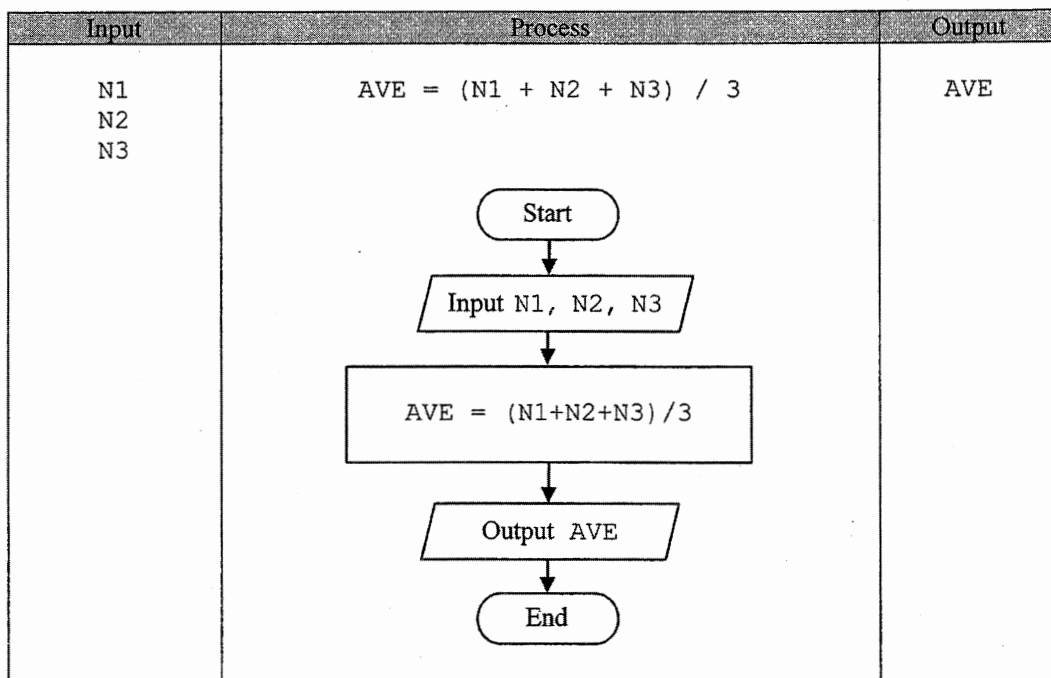 Input Process Output
N1 AVE = (N1 + N2 + N3) / 3 AVE
N2
N3
Start
Input N1, N2, N3
AVE = (N1+N2+N3)/3
Output AVE
End